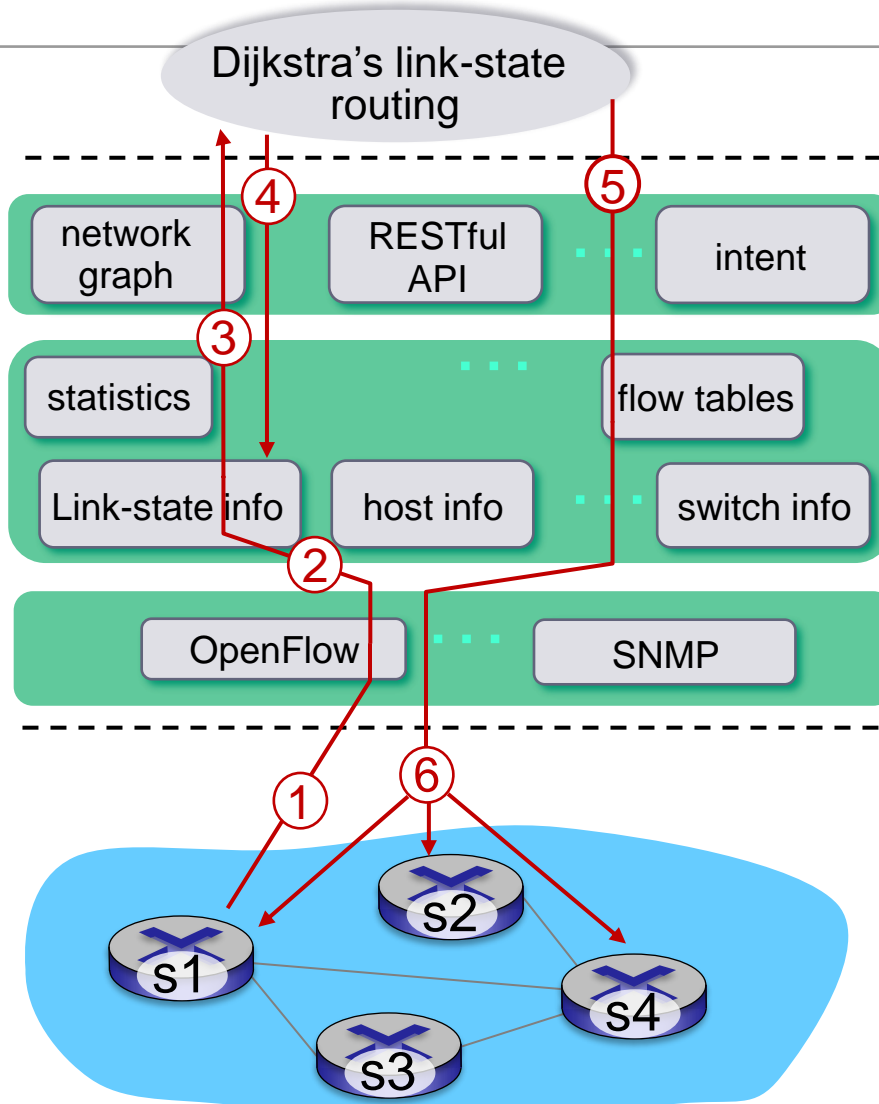 Dijkstra’s link-state
routing
4
5
network
graph
RESTful
API
. . .
intent
3
statistics
. . .
flow tables
Link-state info
host info
. . .
switch info
2
OpenFlow
. . .
SNMP
1
6
s2
s1
s4
s3